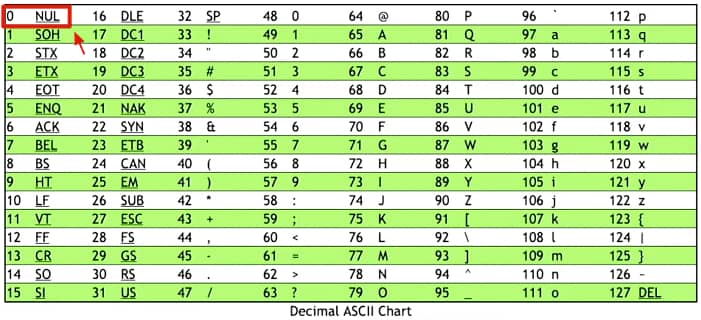 0 NUL 16 DLE 32 SP 48 0 64 @ 80 P 96 ` 112 p
1 SOH 17 DC1 33 ! 49 1 65 A 81 Q 97 a 113 q
2 STX 18 DC2 34 " 50 2 66 B 82 R 98 b 114 r
3 ETX 19 DC3 35 # 51 3 67 C 83 S 99 c 115 s
4 EOT 20 DC4 36 $ 52 4 68 D 84 T 100 d 116 t
5 ENQ 21 NAK 37 % 53 5 69 E 85 U 101 e 117 u
6 ACK 22 SYN 38 & 54 6 70 F 86 V 102 f 118 v
7 BEL 23 ETB 39 ' 55 7 71 G 87 W 103 g 119 w
8 BS 24 CAN 40 ( 56 8 72 H 88 X 104 h 120 x
9 HT 25 EM 41 ) 57 9 73 I 89 Y 105 i 121 y
10 LF 26 SUB 42 * 58 : 74 J 90 Z 106 j 122 z
11 VT 27 ESC 43 + 59 ; 75 K 91 [ 107 k 123 {
12 FF 28 FS 44 , 60 < 76 L 92 \ 108 l 124 |
13 CR 29 GS 45 - 61 = 77 M 93 ] 109 m 125 }
14 SO 30 RS 46 . 62 > 78 N 94 ^ 110 n 126 ~
15 SI 31 US 47 / 63 ? 79 O 95 _ 111 o 127 DEL
Decimal ASCII Chart